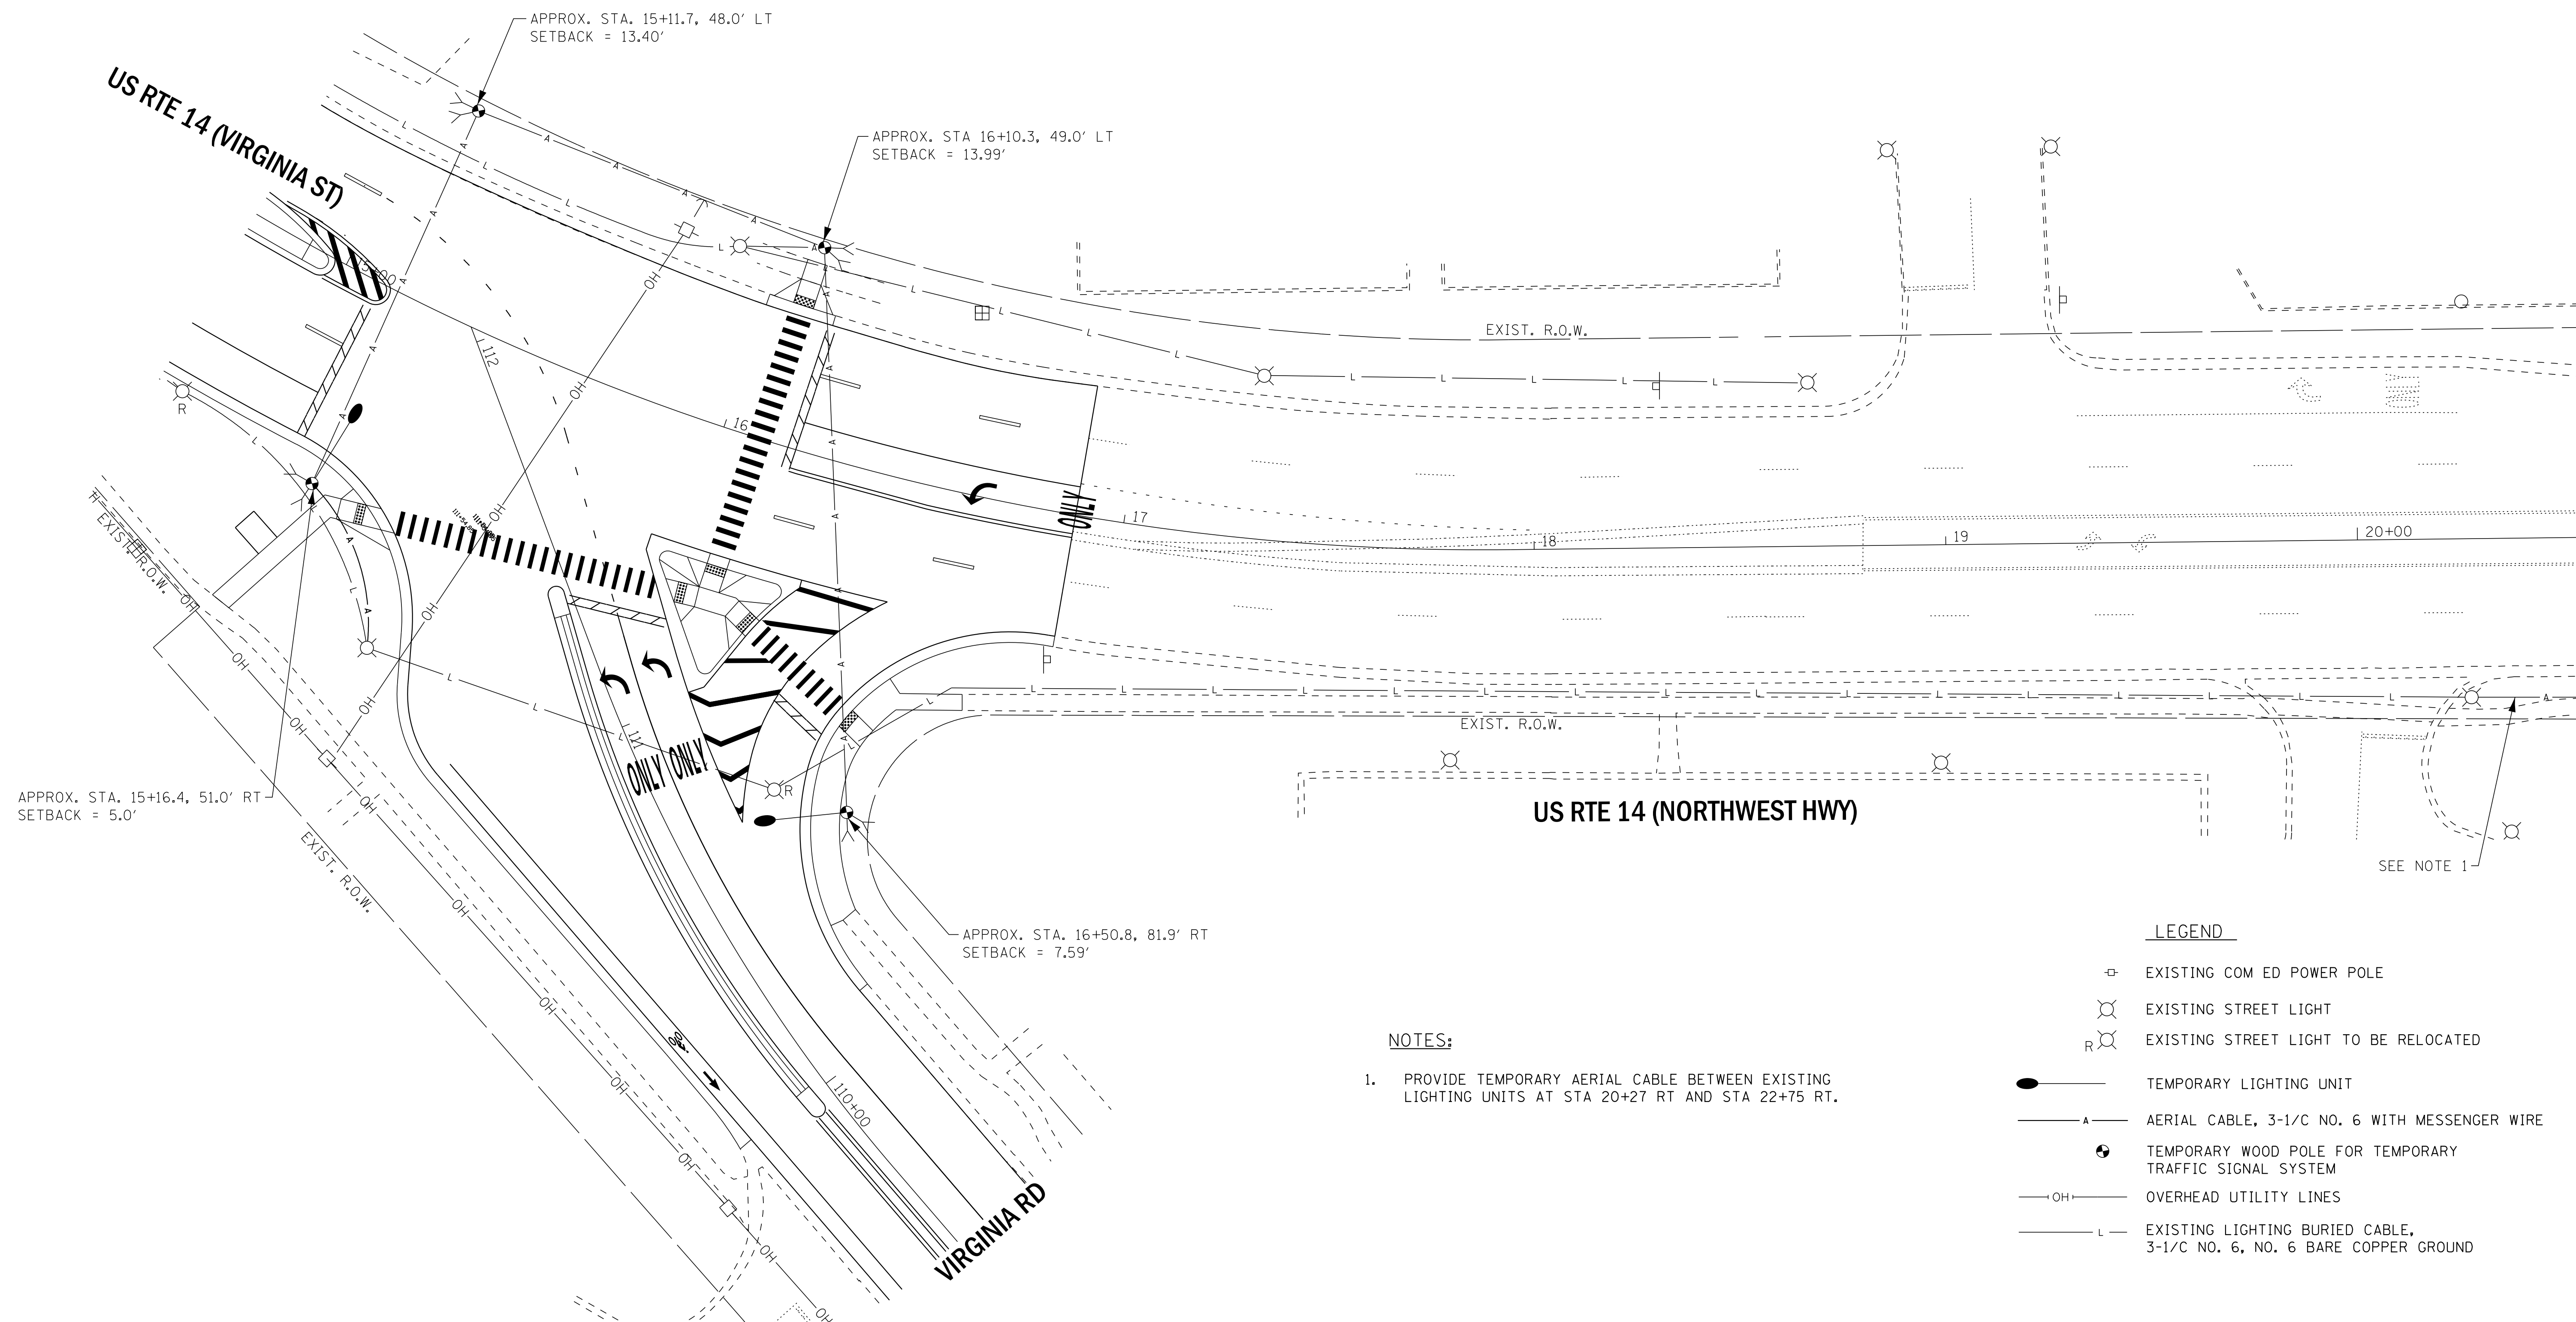 APPROX. STA. 15+11.7, 48.0' LT
SETBACK = 13.40'
US RTE 14 (VIRGINIA ST)
APPROX. STA 16+10.3, 49.0' LT
SETBACK = 13.99'
EXIST. R.O.W.
112
16
17
18
19
20+00
ONLY
R
EXIST. R.O.W.
OH
A
L
EXIST. R.O.W.
111
ONLY ONLY
R
APPROX. STA. 15+16.4, 51.0' RT
SETBACK = 5.0'
US RTE 14 (NORTHWEST HWY)
SEE NOTE 1
EXIST. R.O.W.
APPROX. STA. 16+50.8, 81.9' RT
SETBACK = 7.59'
110+00
VIRGINIA RD
NOTES:
1. PROVIDE TEMPORARY AERIAL CABLE BETWEEN EXISTING
LIGHTING UNITS AT STA 20+27 RT AND STA 22+75 RT.
LEGEND
EXISTING COM ED POWER POLE
EXISTING STREET LIGHT
R EXISTING STREET LIGHT TO BE RELOCATED
TEMPORARY LIGHTING UNIT
A AERIAL CABLE, 3-1/C NO. 6 WITH MESSENGER WIRE
TEMPORARY WOOD POLE FOR TEMPORARY
TRAFFIC SIGNAL SYSTEM
OH OVERHEAD UTILITY LINES
L EXISTING LIGHTING BURIED CABLE,
3-1/C NO. 6, NO. 6 BARE COPPER GROUND